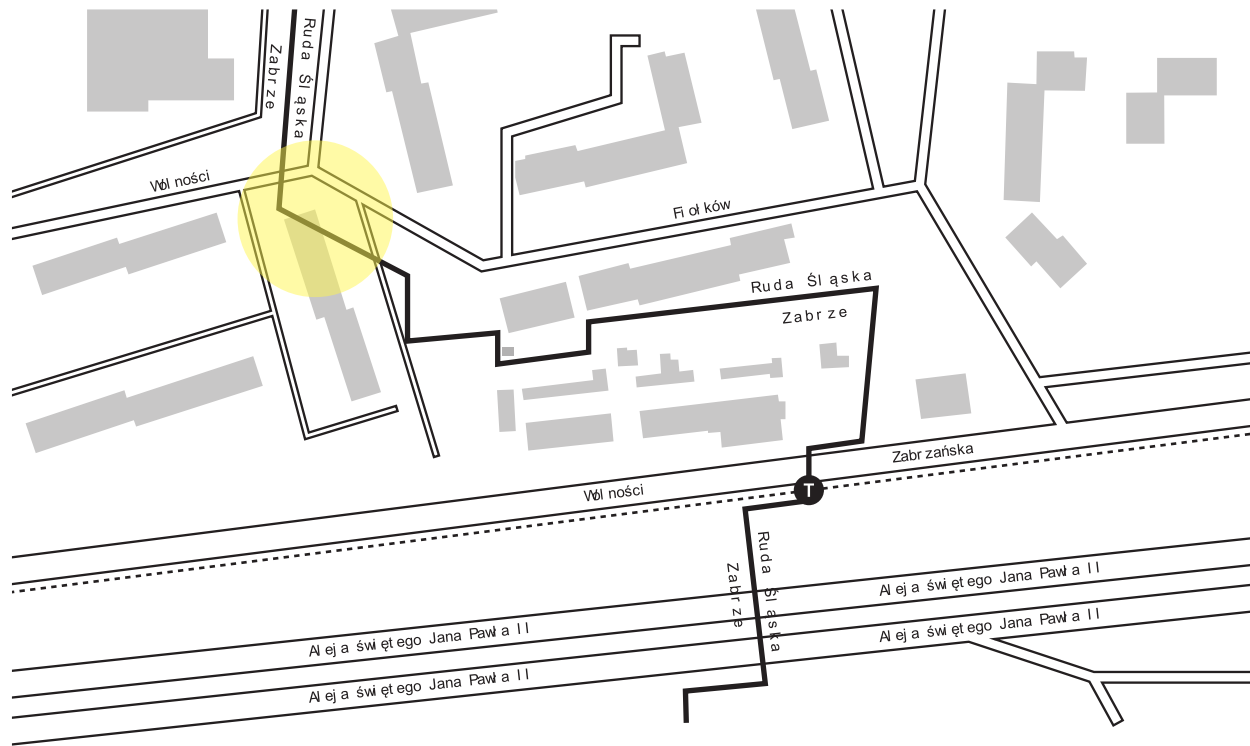 Zabrze
Ruda Śląska
Wolności
Fiołków
Ruda Śląska
Zabrze
Zabrzańska
Wolności
T
Ruda Śląska
Zabrze
Aleja świętego Jana Pawła II
Aleja świętego Jana Pawła II
Aleja świętego Jana Pawła II
Aleja świętego Jana Pawła II